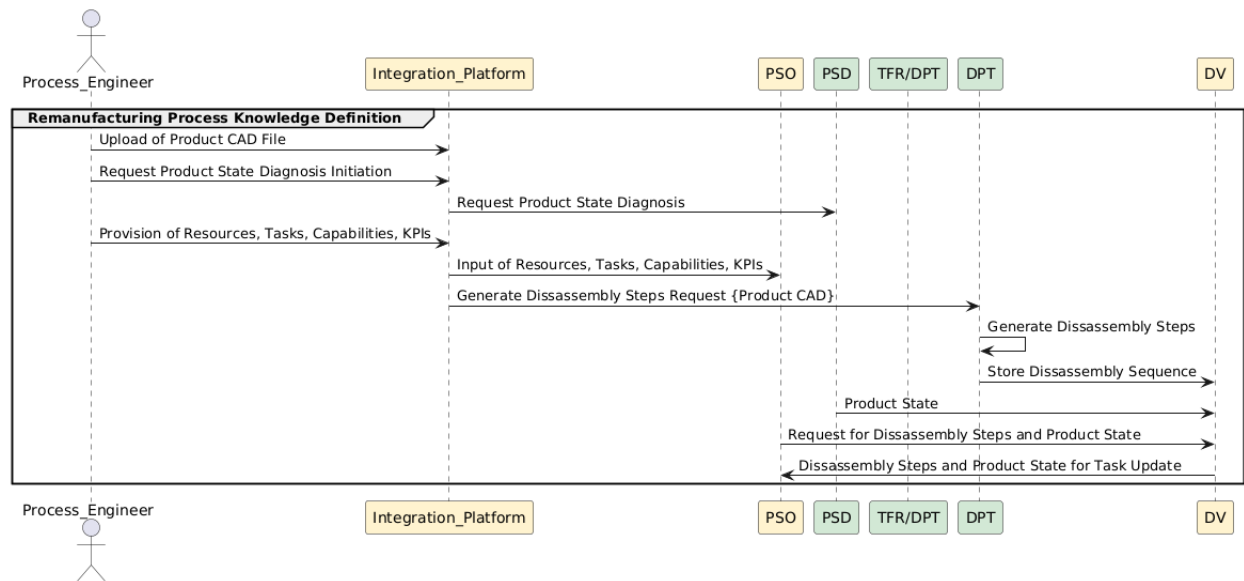 Process_Engineer
Integration_Platform
PSO
PSD
TFR/DPT
DPT
DV
Remanufacturing Process Knowledge Definition
Upload of Product CAD File
Request Product State Diagnosis Initiation
Request Product State Diagnosis
Provision of Resources, Tasks, Capabilities, KPIs
Input of Resources, Tasks, Capabilities, KPIs
Generate Dissassembly Steps Request {Product CAD}
Generate Dissassembly Steps
Store Dissassembly Sequence
Product State
Request for Dissassembly Steps and Product State
Dissassembly Steps and Product State for Task Update
Process_Engineer
Integration_Platform
PSO
PSD
TFR/DPT
DPT
DV